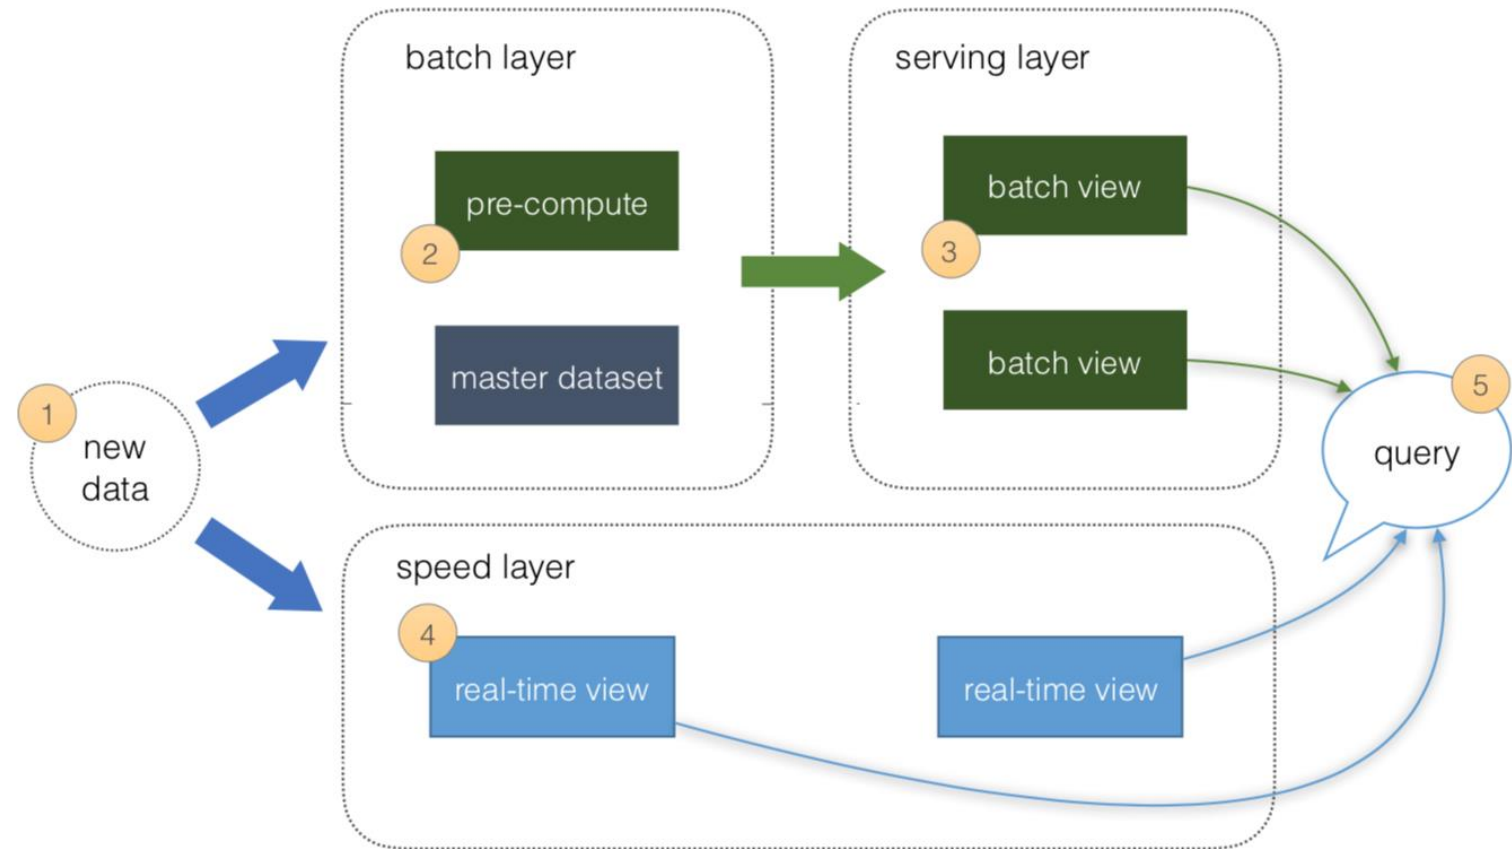 batch layer
pre-compute
2
master dataset
serving layer
batch view
3
batch view
1
new
data
speed layer
4
real-time view
real-time view
5
query